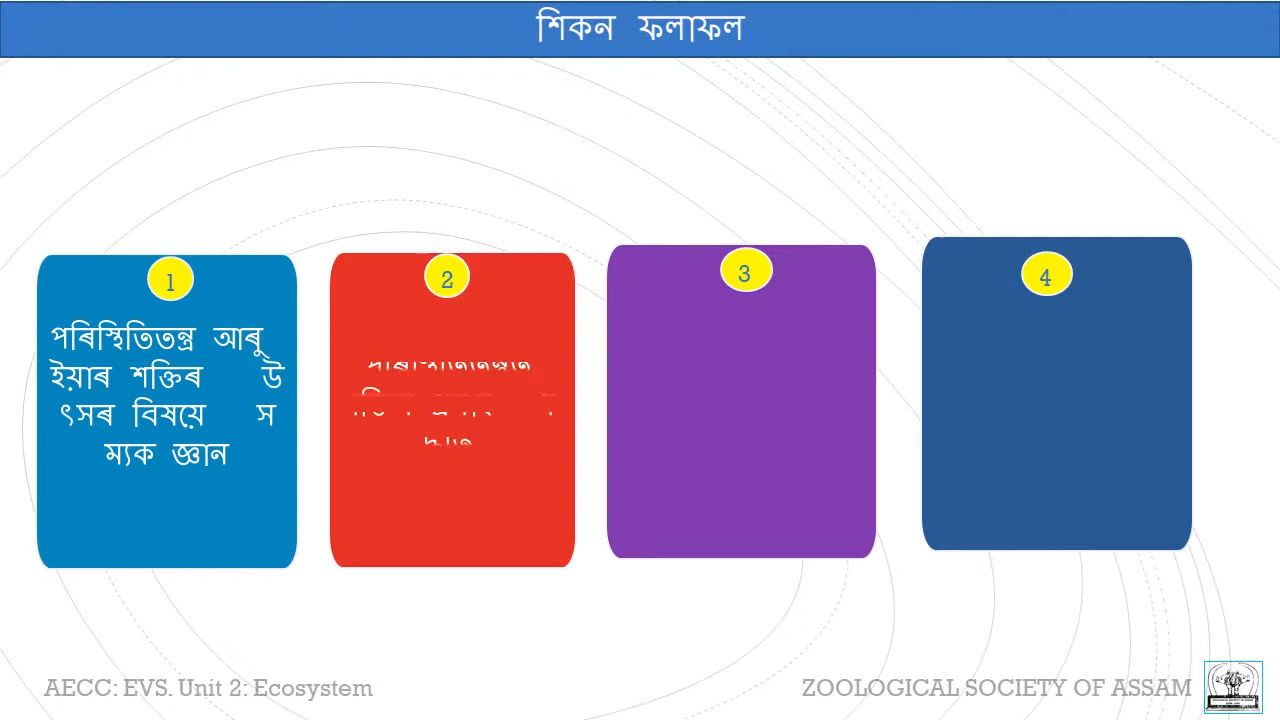 শিকন ফলাফল
1
পৰিস্থিতিতন্ত্ৰ আৰু
ইয়াৰ শক্তিৰ উ
ৎসৰ বিষয়ে স
ম্যক জ্ঞান
2
3
4
AECC: EVS. Unit 2: Ecosystem
ZOOLOGICAL SOCIETY OF ASSAM